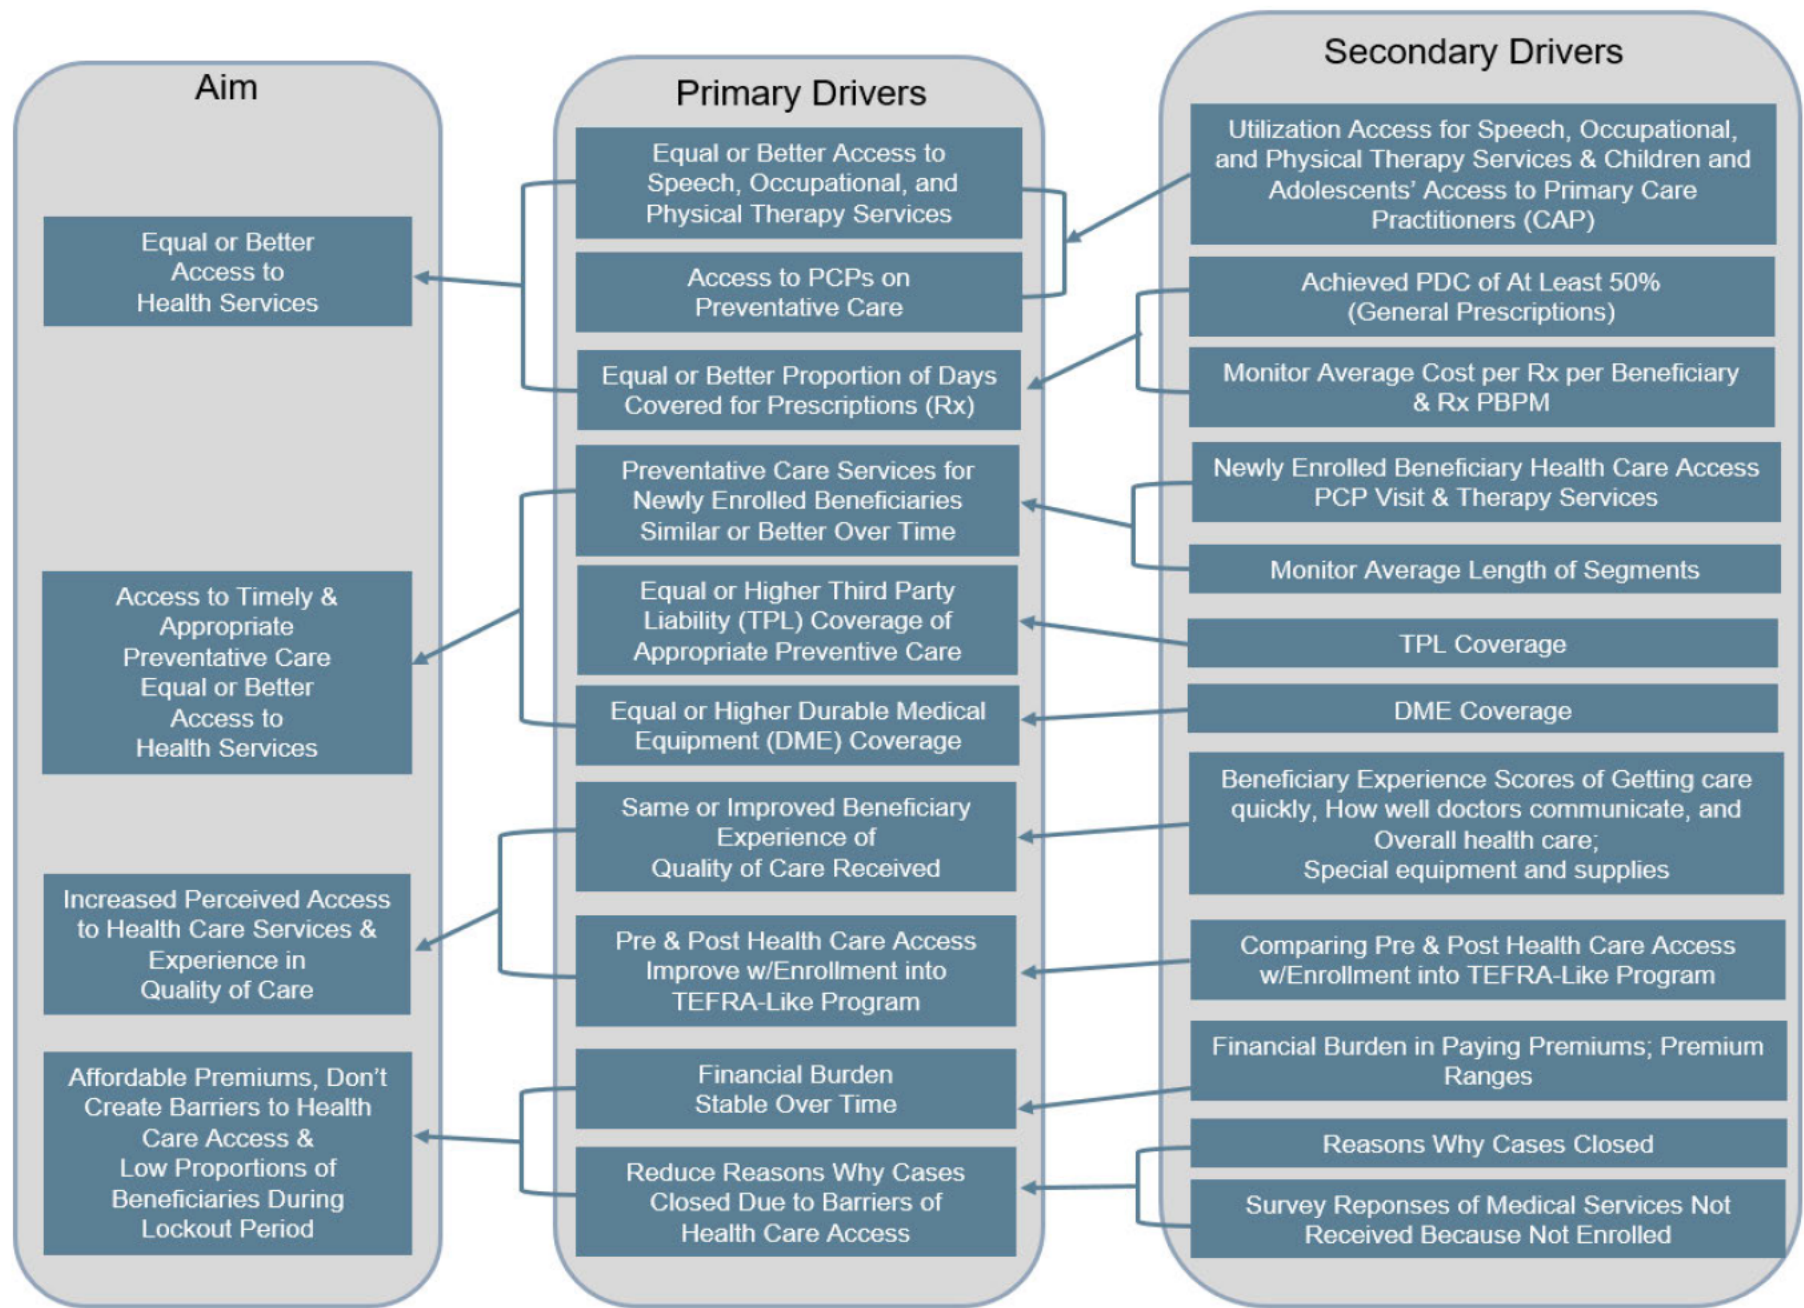 Aim
Equal or Better
Access to
Health Services
Access to Timely &
Appropriate
Preventative Care
Equal or Better
Access to
Health Services
Increased Perceived Access
to Health Care Services &
Experience in
Quality of Care
Affordable Premiums, Don't
Create Barriers to Health
Care Access &
Low Proportions of
Beneficiaries During
Lockout Period
Primary Drivers
Equal or Better Access to
Speech, Occupational, and
Physical Therapy Services
Access to PCPs on
Preventative Care
Equal or Better Proportion of Days
Covered for Prescriptions (Rx)
Preventative Care Services for
Newly Enrolled Beneficiaries
Similar or Better Over Time
Equal or Higher Third Party
Liability (TPL) Coverage of
Appropriate Preventive Care
Equal or Higher Durable Medical
Equipment (DME) Coverage
Same or Improved Beneficiary
Experience of
Quality of Care Received
Pre & Post Health Care Access
Improve w/Enrollment into
TEFRA-Like Program
Financial Burden
Stable Over Time
Reduce Reasons Why Cases
Closed Due to Barriers of
Health Care Access
Secondary Drivers
Utilization Access for Speech, Occupational,
and Physical Therapy Services & Children and
Adolescents' Access to Primary Care
Practitioners (CAP)
Achieved PDC of At Least 50%
(General Prescriptions)
Monitor Average Cost per Rx per Beneficiary
& Rx PBPM
Newly Enrolled Beneficiary Health Care Access
PCP Visit & Therapy Services
Monitor Average Length of Segments
TPL Coverage
DME Coverage
Beneficiary Experience Scores of Getting care
quickly, How well doctors communicate, and
Overall health care;
Special equipment and supplies
Comparing Pre & Post Health Care Access
w/Enrollment into TEFRA-Like Program
Financial Burden in Paying Premiums; Premium
Ranges
Reasons Why Cases Closed
Survey Reponses of Medical Services Not
Received Because Not Enrolled